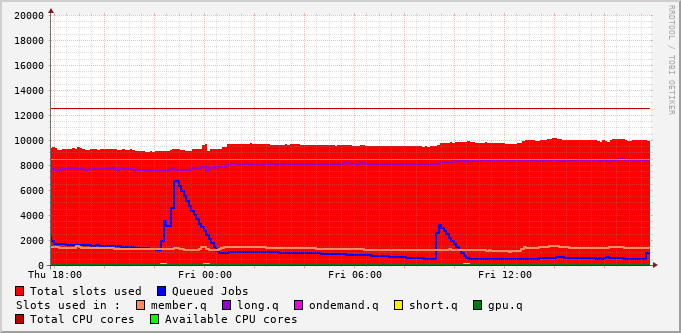 20000
18000
16000
14000
12000
10000
8000
6000
4000
2000
0
Thu 18:00 Fri 00:00 Fri 06:00 Fri 12:00
Total slots used Queued Jobs
Slots used in : member.q long.q ondemand.q short.q gpu.q
Total CPU cores Available CPU cores
RRDTOOL / TOBI OETIKER